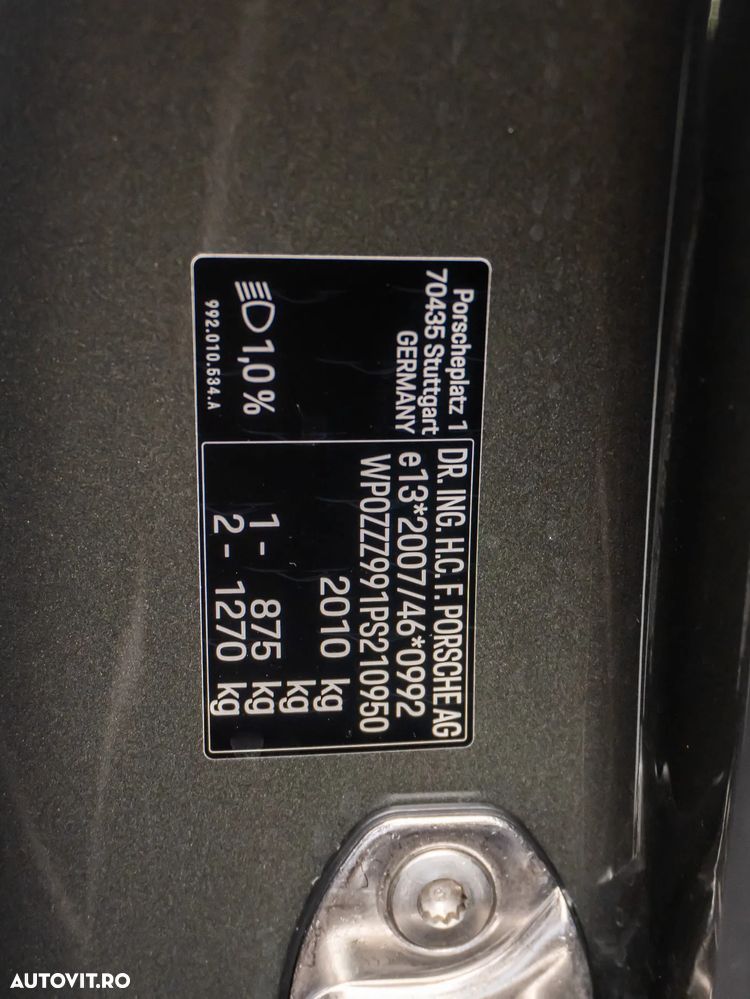 Porscheplatz 1
70435 Stuttgart
GERMANY
1,0 %
992.010.534.A
DR. ING. H.C. F. PORSCHE AG
e13*2007/46*0992
WP0ZZZ991PS210950
2010 kg
kg
1 - 875 kg
2 - 1270 kg
AUTOVIT.RO